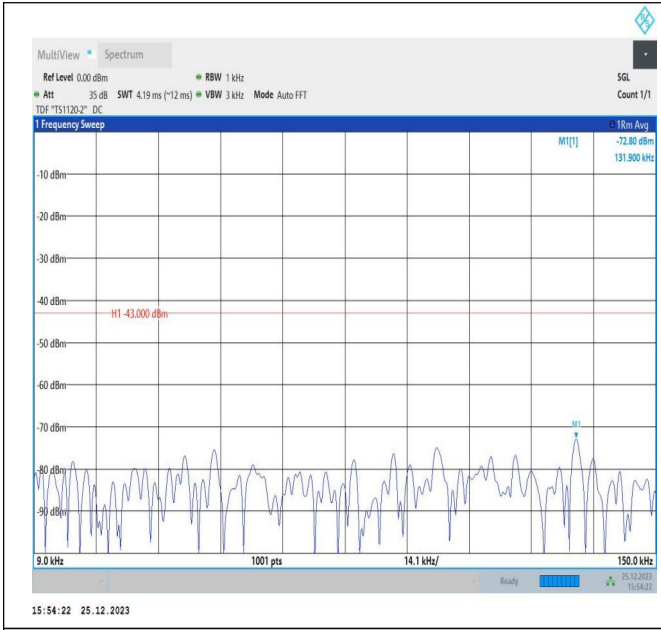 MultiView Spectrum
Ref Level 0.00 dBm RBW 1 kHz SGL
Att 35 dB SWT 4.19 ms (~12 ms) VBW 3 kHz Mode Auto FFT Count 1/1
TDF "TS1120-2" DC
1 Frequency Sweep 1Rm Avg
M1[1] -72.80 dBm
131.900 kHz
-10 dBm
-20 dBm
-30 dBm
-40 dBm
H1 -43.000 dBm
-50 dBm
-60 dBm
-70 dBm
M1
-80 dBm
-90 dBm
9.0 kHz 1001 pts 14.1 kHz/ 150.0 kHz
Ready 25.12.2023
15:54:22
15:54:22 25.12.2023